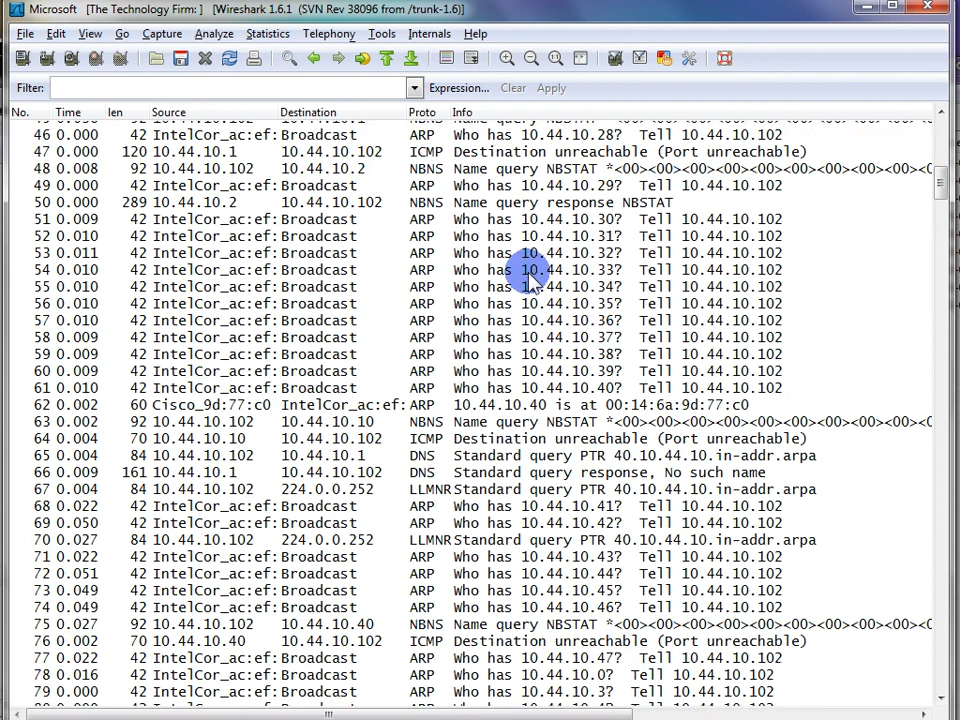 Microsoft [The Technology Firm: ] [Wireshark 1.6.1 (SVN Rev 38096 from /trunk-1.6)]
File Edit View Go Capture Analyze Statistics Telephony Tools Internals Help
Filter: Expression... Clear Apply
No. Time len Source Destination Proto Info
46 0.000 42 IntelCor_ac:ef: Broadcast ARP Who has 10.44.10.28? Tell 10.44.10.102
47 0.000 120 10.44.10.1 10.44.10.102 ICMP Destination unreachable (Port unreachable)
48 0.008 92 10.44.10.102 10.44.10.2 NBNS Name query NBSTAT *<00><00><00><00><00><00><00><00><0
49 0.000 42 IntelCor_ac:ef: Broadcast ARP Who has 10.44.10.29? Tell 10.44.10.102
50 0.000 289 10.44.10.2 10.44.10.102 NBNS Name query response NBSTAT
51 0.009 42 IntelCor_ac:ef: Broadcast ARP Who has 10.44.10.30? Tell 10.44.10.102
52 0.010 42 IntelCor_ac:ef: Broadcast ARP Who has 10.44.10.31? Tell 10.44.10.102
53 0.011 42 IntelCor_ac:ef: Broadcast ARP Who has 10.44.10.32? Tell 10.44.10.102
54 0.010 42 IntelCor_ac:ef: Broadcast ARP Who has 10.44.10.33? Tell 10.44.10.102
55 0.010 42 IntelCor_ac:ef: Broadcast ARP Who has 10.44.10.34? Tell 10.44.10.102
56 0.010 42 IntelCor_ac:ef: Broadcast ARP Who has 10.44.10.35? Tell 10.44.10.102
57 0.010 42 IntelCor_ac:ef: Broadcast ARP Who has 10.44.10.36? Tell 10.44.10.102
58 0.009 42 IntelCor_ac:ef: Broadcast ARP Who has 10.44.10.37? Tell 10.44.10.102
59 0.009 42 IntelCor_ac:ef: Broadcast ARP Who has 10.44.10.38? Tell 10.44.10.102
60 0.009 42 IntelCor_ac:ef: Broadcast ARP Who has 10.44.10.39? Tell 10.44.10.102
61 0.010 42 IntelCor_ac:ef: Broadcast ARP Who has 10.44.10.40? Tell 10.44.10.102
62 0.002 60 Cisco_9d:77:c0 IntelCor_ac:ef: ARP 10.44.10.40 is at 00:14:6a:9d:77:c0
63 0.002 92 10.44.10.102 10.44.10.10 NBNS Name query NBSTAT *<00><00><00><00><00><00><00><00><0
64 0.004 70 10.44.10.10 10.44.10.102 ICMP Destination unreachable (Port unreachable)
65 0.004 84 10.44.10.102 10.44.10.1 DNS Standard query PTR 40.10.44.10.in-addr.arpa
66 0.009 161 10.44.10.1 10.44.10.102 DNS Standard query response, No such name
67 0.004 84 10.44.10.102 224.0.0.252 LLMNR Standard query PTR 40.10.44.10.in-addr.arpa
68 0.022 42 IntelCor_ac:ef: Broadcast ARP Who has 10.44.10.41? Tell 10.44.10.102
69 0.050 42 IntelCor_ac:ef: Broadcast ARP Who has 10.44.10.42? Tell 10.44.10.102
70 0.027 84 10.44.10.102 224.0.0.252 LLMNR Standard query PTR 40.10.44.10.in-addr.arpa
71 0.022 42 IntelCor_ac:ef: Broadcast ARP Who has 10.44.10.43? Tell 10.44.10.102
72 0.051 42 IntelCor_ac:ef: Broadcast ARP Who has 10.44.10.44? Tell 10.44.10.102
73 0.049 42 IntelCor_ac:ef: Broadcast ARP Who has 10.44.10.45? Tell 10.44.10.102
74 0.049 42 IntelCor_ac:ef: Broadcast ARP Who has 10.44.10.46? Tell 10.44.10.102
75 0.027 92 10.44.10.102 10.44.10.40 NBNS Name query NBSTAT *<00><00><00><00><00><00><00><00><0
76 0.002 70 10.44.10.40 10.44.10.102 ICMP Destination unreachable (Port unreachable)
77 0.022 42 IntelCor_ac:ef: Broadcast ARP Who has 10.44.10.47? Tell 10.44.10.102
78 0.016 42 IntelCor_ac:ef: Broadcast ARP Who has 10.44.10.0? Tell 10.44.10.102
79 0.000 42 IntelCor_ac:ef: Broadcast ARP Who has 10.44.10.3? Tell 10.44.10.102